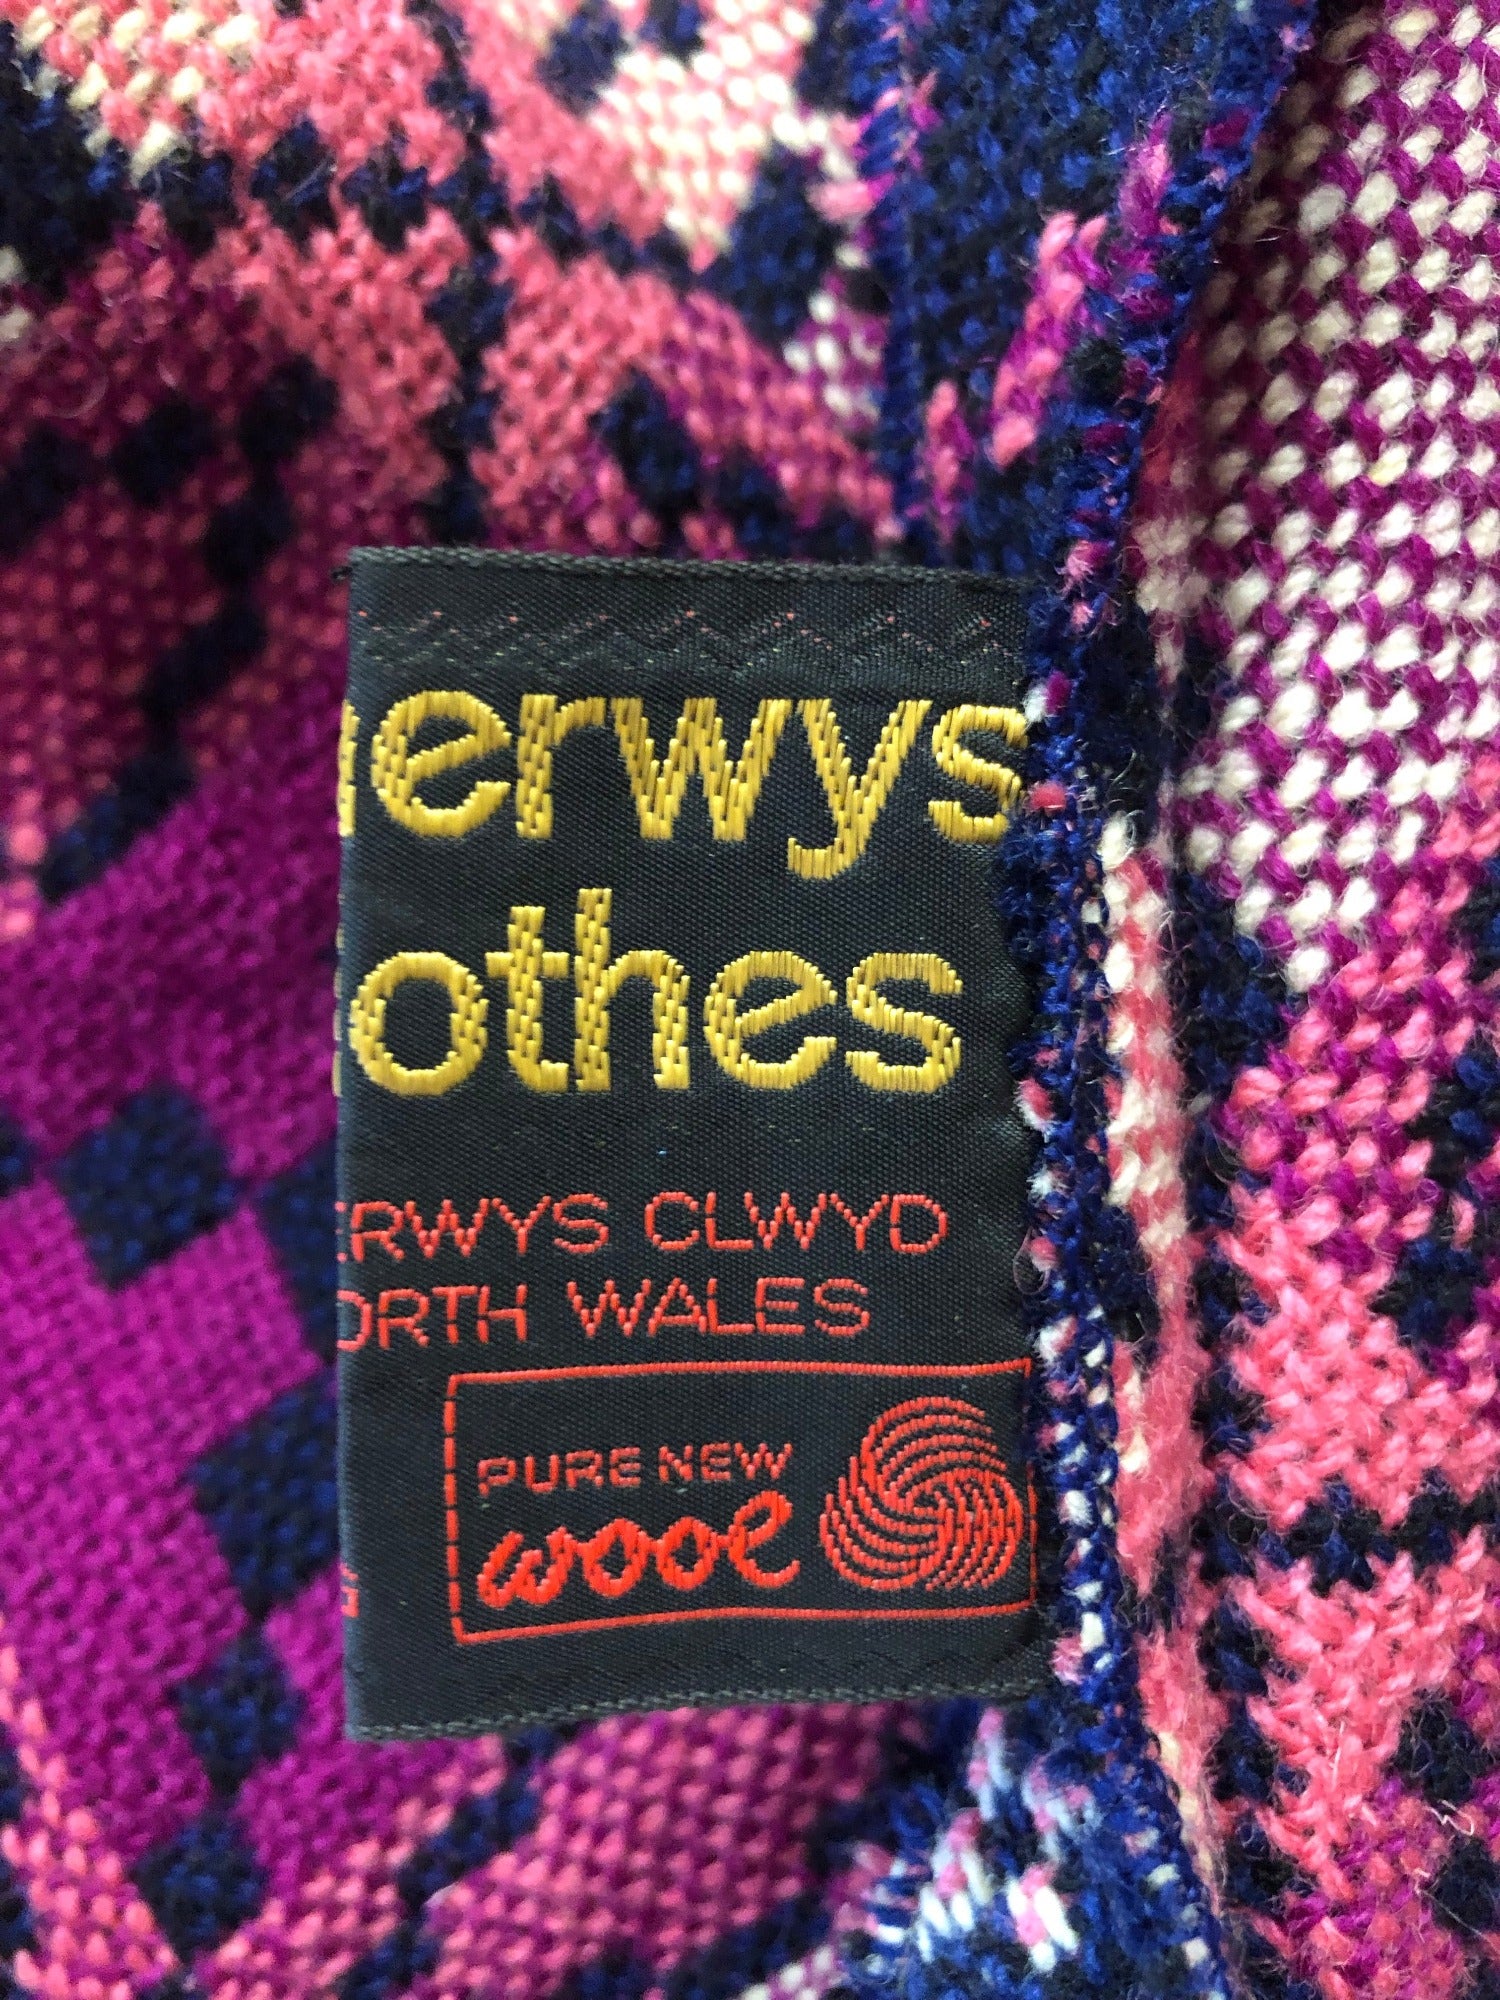 erwys
othes
ERWYS CLWYD
ORTH WALES
PURE NEW
wool